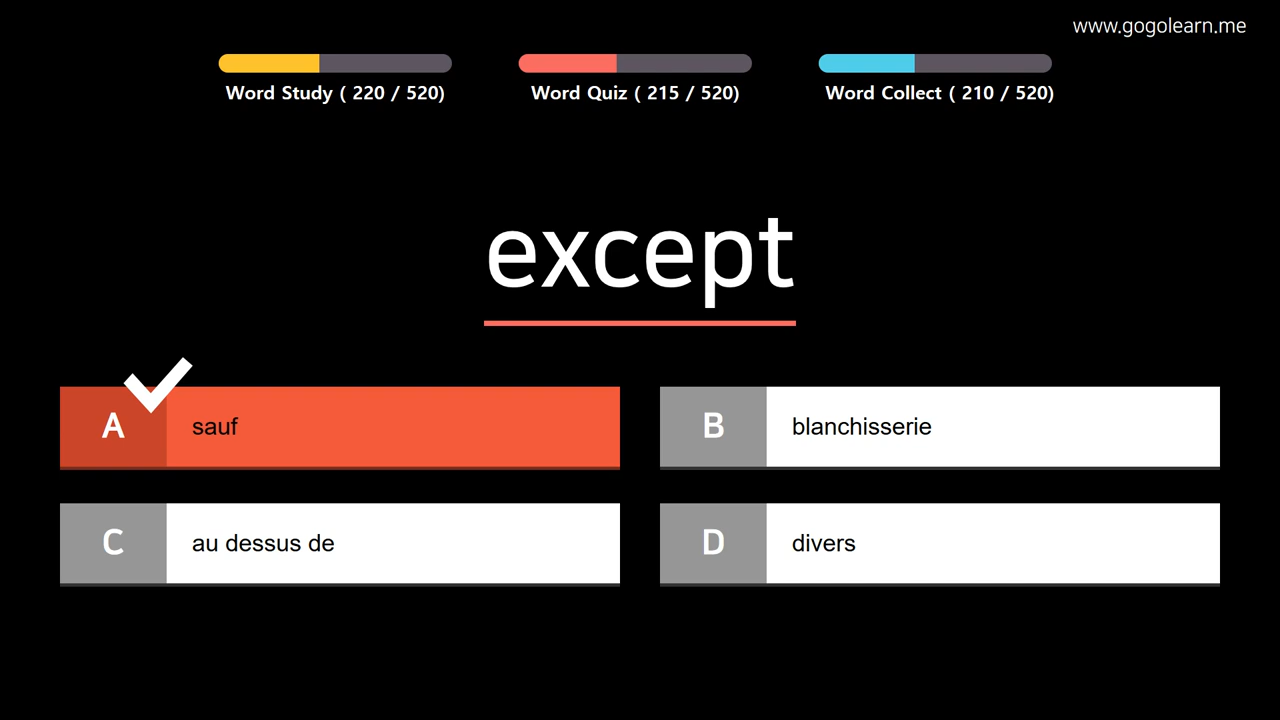 www.gogolearn.me
Word Study ( 220 / 520)
Word Quiz ( 215 / 520)
Word Collect ( 210 / 520)
except
A sauf
B blanchisserie
C au dessus de
D divers